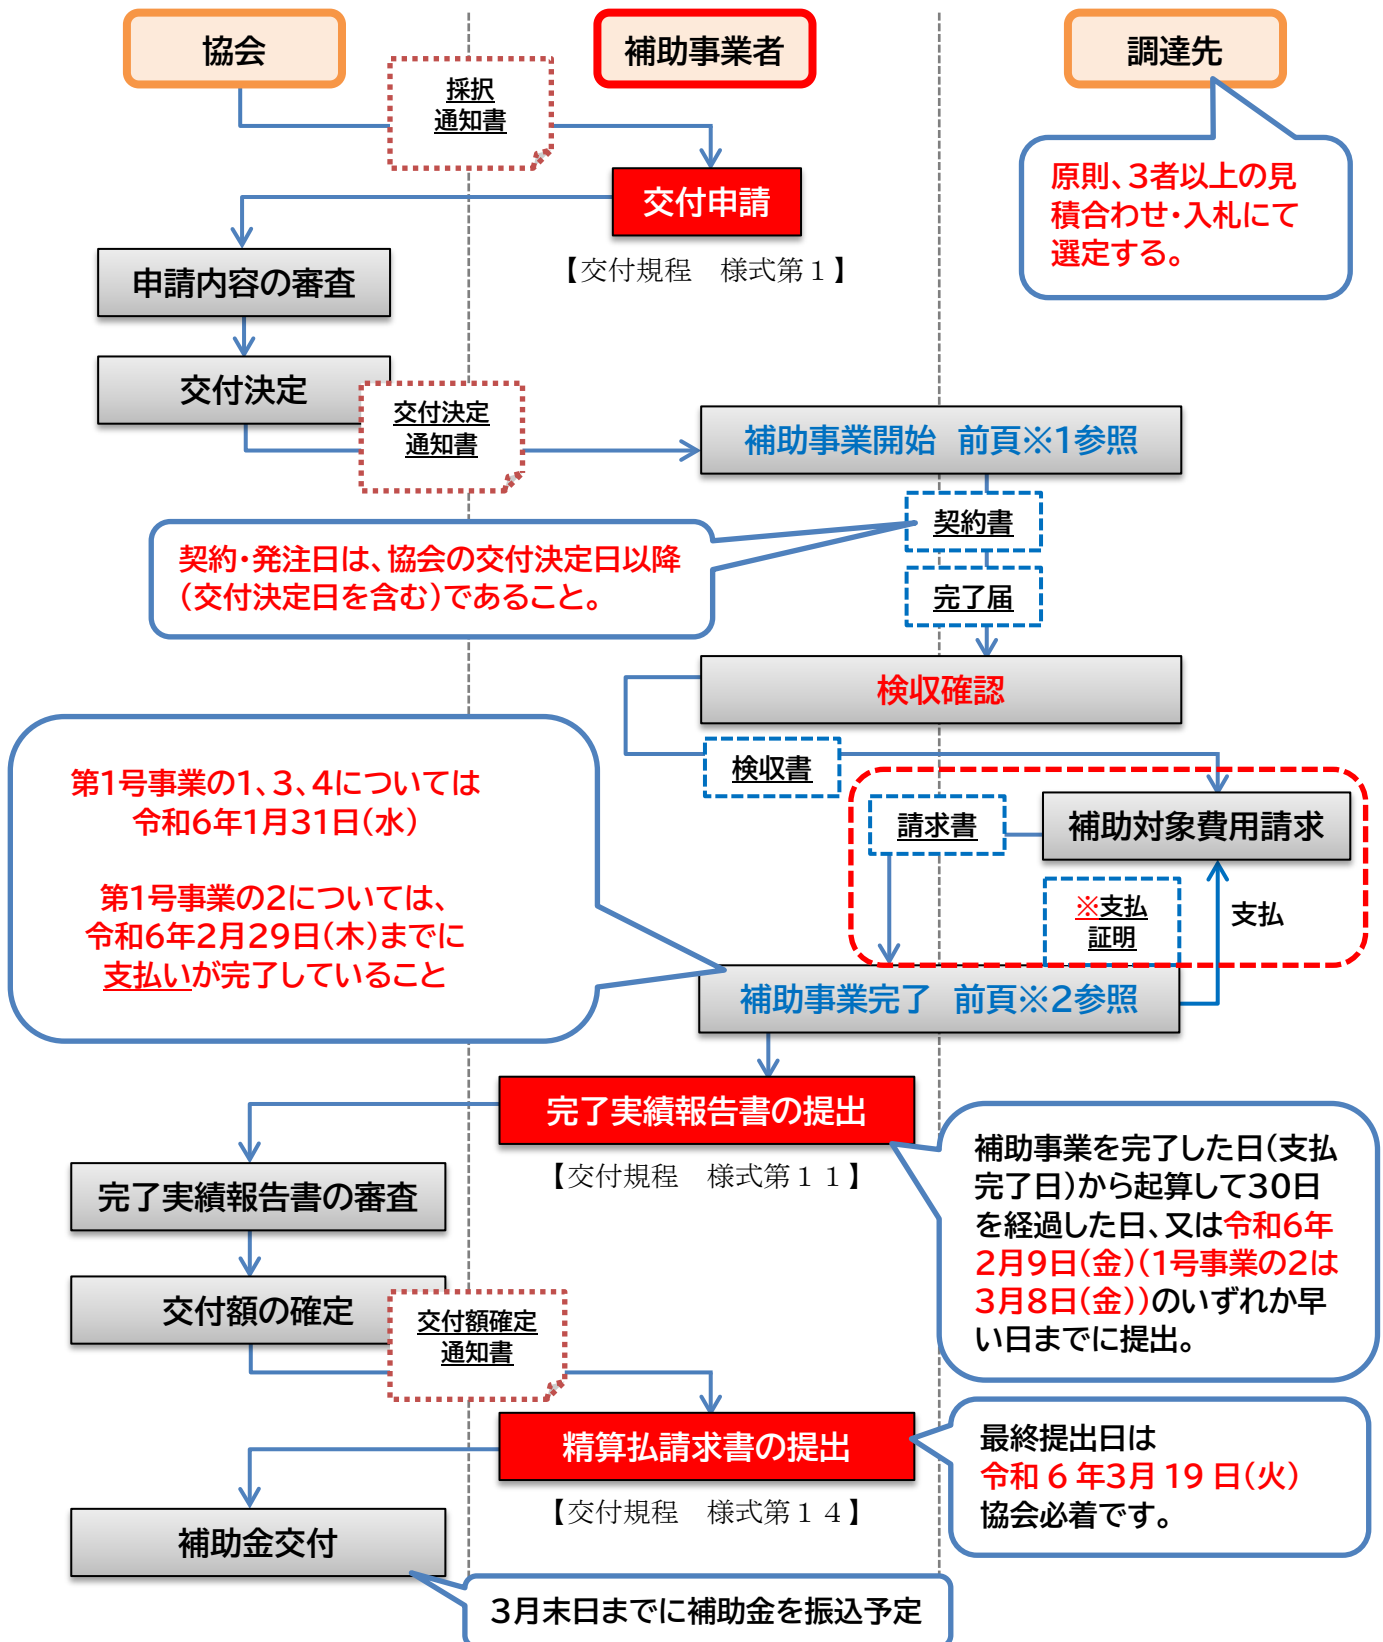 協会
補助事業者
調達先
採択
通知書
原則、3者以上の見
積合わせ・入札にて
選定する。
交付申請
【交付規程　様式第１】
申請内容の審査
交付決定
交付決定
通知書
補助事業開始　前頁※1参照
契約書
契約・発注日は、協会の交付決定日以降
（交付決定日を含む）であること。
完了届
検収確認
検収書
第1号事業の1、3、4については
令和6年1月31日（水）
第1号事業の2については、
令和6年2月29日（木）までに
支払いが完了していること
請求書
補助対象費用請求
※支払
証明
支払
補助事業完了　前頁※2参照
完了実績報告書の提出
【交付規程　様式第１１】
補助事業を完了した日（支払
完了日）から起算して30日
を経過した日、又は令和6年
2月9日（金）（1号事業の2は
3月8日（金））のいずれか早
い日までに提出。
完了実績報告書の審査
交付額の確定
交付額確定
通知書
精算払請求書の提出
【交付規程　様式第１４】
最終提出日は
令和 6 年3月 19 日（火）
協会必着です。
補助金交付
3月末日までに補助金を振込予定